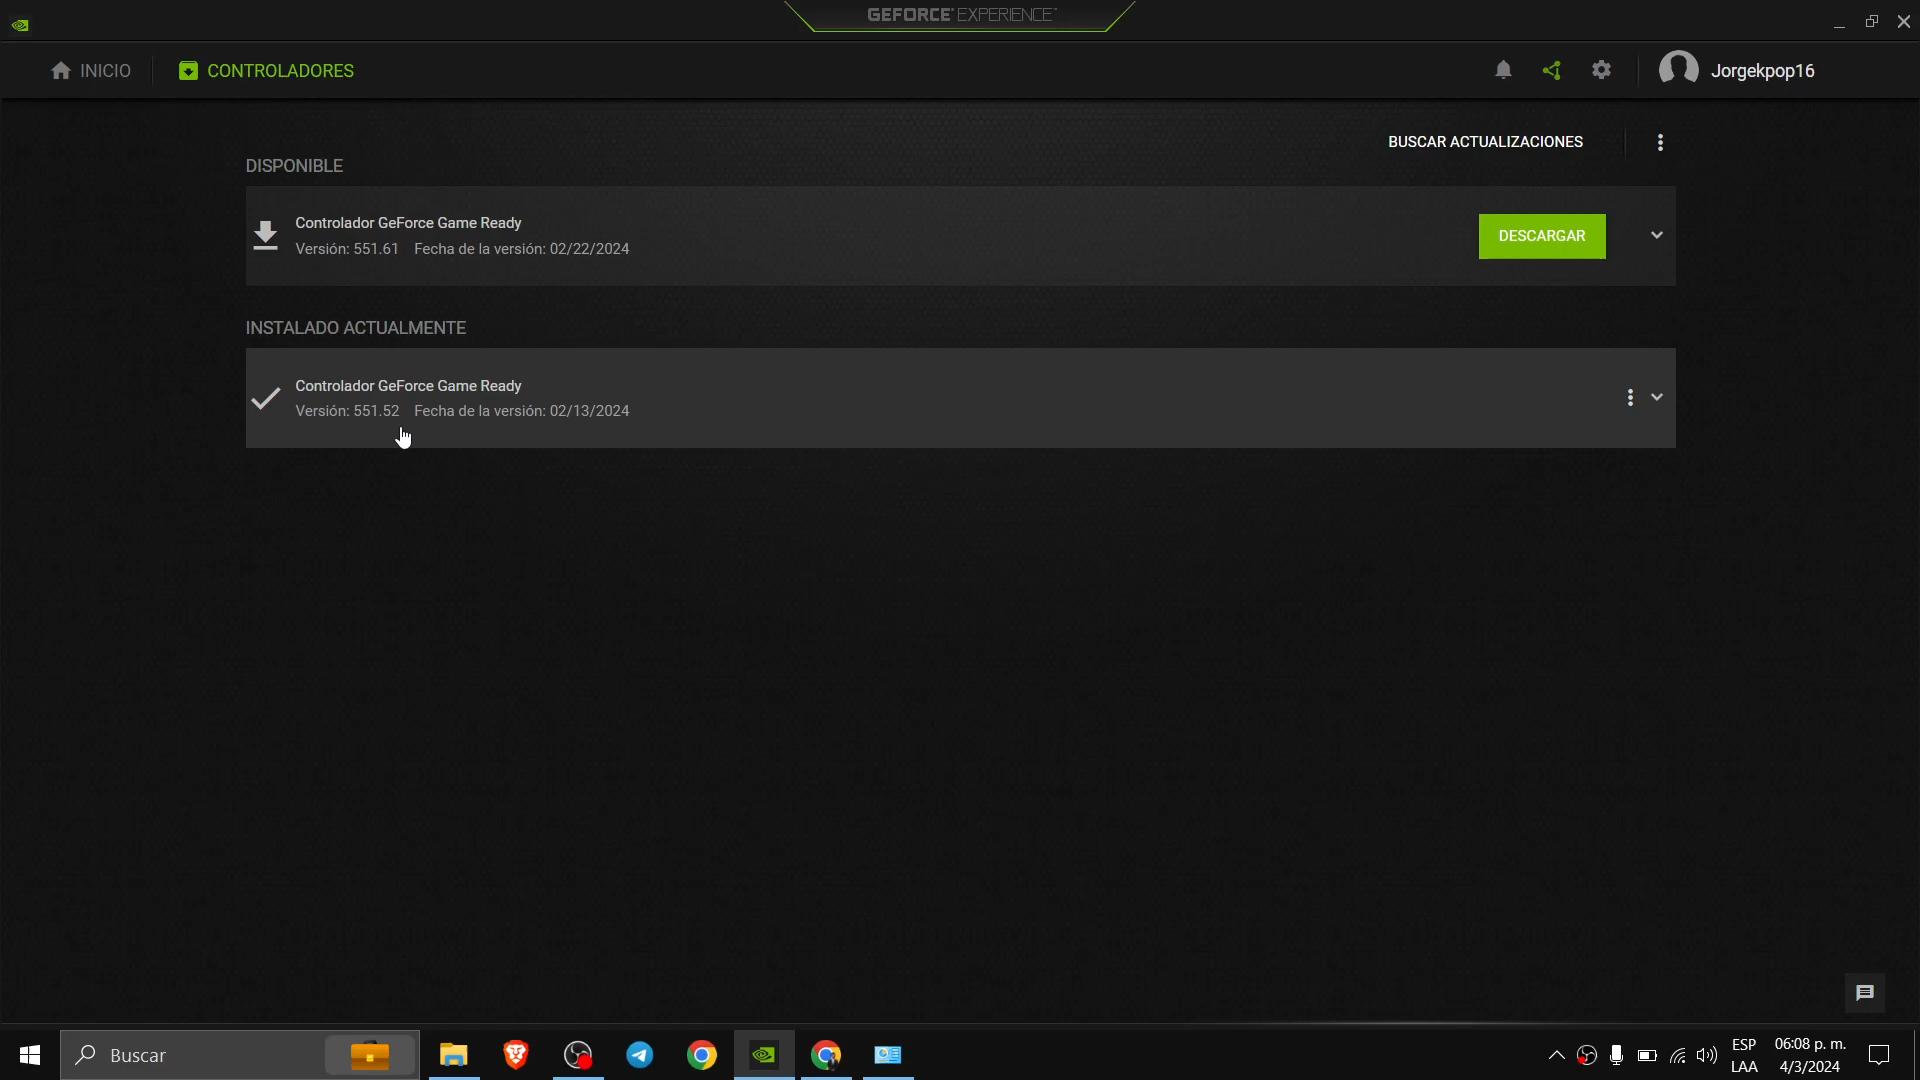 GEFORCE® EXPERIENCE™
INICIO
CONTROLADORES
Jorgekpop16
BUSCAR ACTUALIZACIONES
DISPONIBLE
Controlador GeForce Game Ready
Versión: 551.61 Fecha de la versión: 02/22/2024
DESCARGAR
INSTALADO ACTUALMENTE
Controlador GeForce Game Ready
Versión: 551.52 Fecha de la versión: 02/13/2024
Buscar
ESP
LAA
06:08 p. m.
4/3/2024